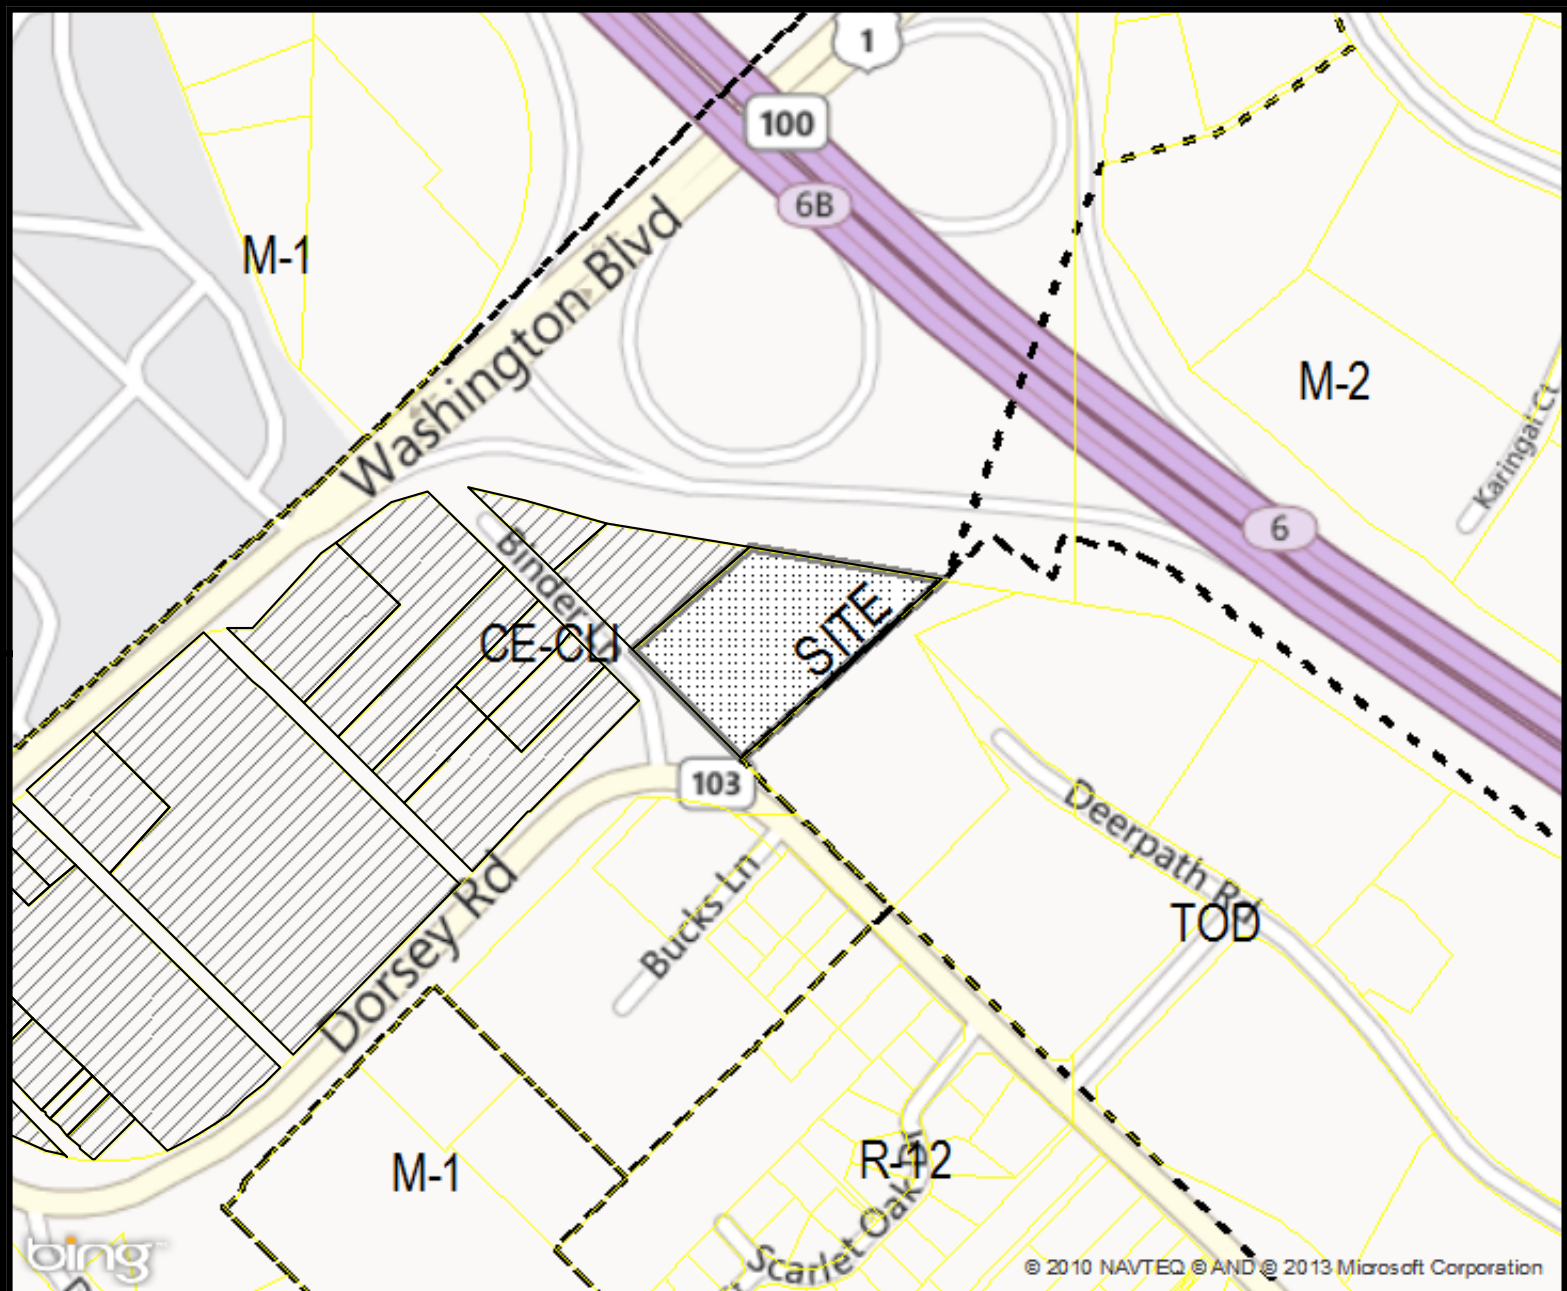 1
100
6B
M-1
Washington Blvd
M-2
Karingal Ct
6
Binder
CE-CLI
SITE
103
Deerpath Rd
TOD
Bucks Ln
Dorsey Rd
M-1
R-12
Scarlet Oak
bing
© 2010 NAVTEQ © AND © 2013 Microsoft Corporation